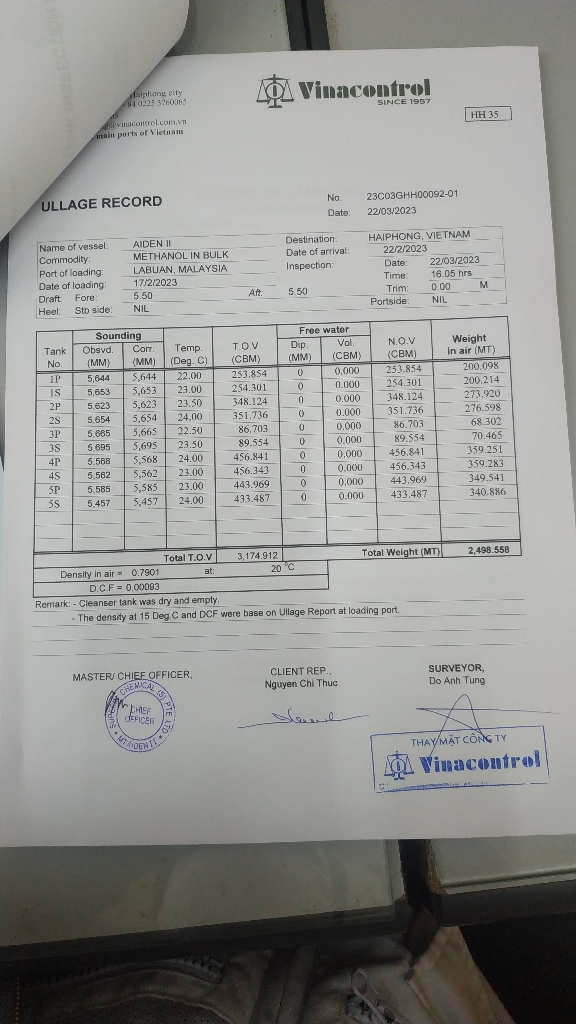 Haiphong city
84 0225 3760065
@vinacontrol.com.vn
main ports of Vietnam
Vinacontrol
SINCE 1957
HH 35
ULLAGE RECORD
No. 23C03GHH00092-01
Date: 22/03/2023
Name of vessel: AIDEN II Destination: HAIPHONG, VIETNAM
Commodity: METHANOL IN BULK Date of arrival: 22/2/2023
Port of loading: LABUAN, MALAYSIA Inspection: Date: 22/03/2023
Date of loading: 17/2/2023 Time: 16.05 hrs
Draft Fore: 5.50 Aft: 5.50 Trim: 0.00 M
Heel: Stb side: NIL Portside: NIL
Sounding Free water
Tank No. Obsvd. (MM) Corr. (MM) Temp. (Deg. C) T.O.V (CBM) Dip. (MM) Vol. (CBM) N.O.V (CBM) Weight in air (MT)
1P 5,644 5,644 22.00 253.854 0 0.000 253.854 200.098
1S 5,653 5,653 23.00 254.301 0 0.000 254.301 200.214
2P 5,623 5,623 23.50 348.124 0 0.000 348.124 273.920
2S 5,654 5,654 24.00 351.736 0 0.000 351.736 276.598
3P 5,665 5,665 22.50 86.703 0 0.000 86.703 68.302
3S 5,695 5,695 23.50 89.554 0 0.000 89.554 70.465
4P 5,568 5,568 24.00 456.841 0 0.000 456.841 359.251
4S 5,562 5,562 23.00 456.343 0 0.000 456.343 359.283
5P 5,585 5,585 23.00 443.969 0 0.000 443.969 349.541
5S 5,457 5,457 24.00 433.487 0 0.000 433.487 340.886
Total T.O.V 3,174.912 Total Weight (MT) 2,498.558
Density in air = 0.7901 at: 20 °C
D.C.F = 0.00093
Remark: - Cleanser tank was dry and empty.
- The density at 15 Deg.C and DCF were base on Ullage Report at loading port.
MASTER/ CHIEF OFFICER, CLIENT REP., SURVEYOR,
Nguyen Chi Thuc Do Anh Tung
CHEMICAL (S) PTE LTD
CHIEF
OFFICER
MT AIDEN II
THAY MẶT CÔNG TY
Vinacontrol